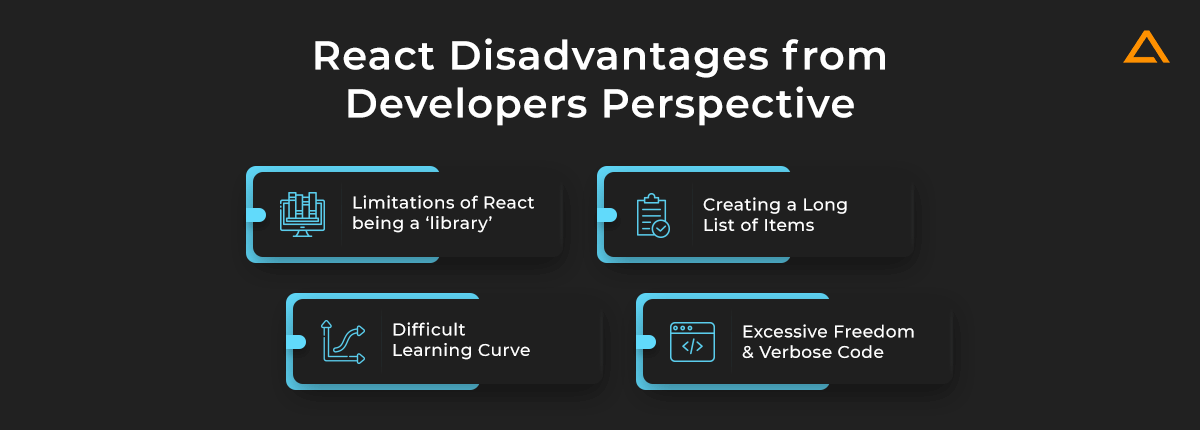 React Disadvantages from
Developers Perspective
Limitations of React
being a ‘library’
Creating a Long
List of Items
Difficult
Learning Curve
Excessive Freedom
& Verbose Code